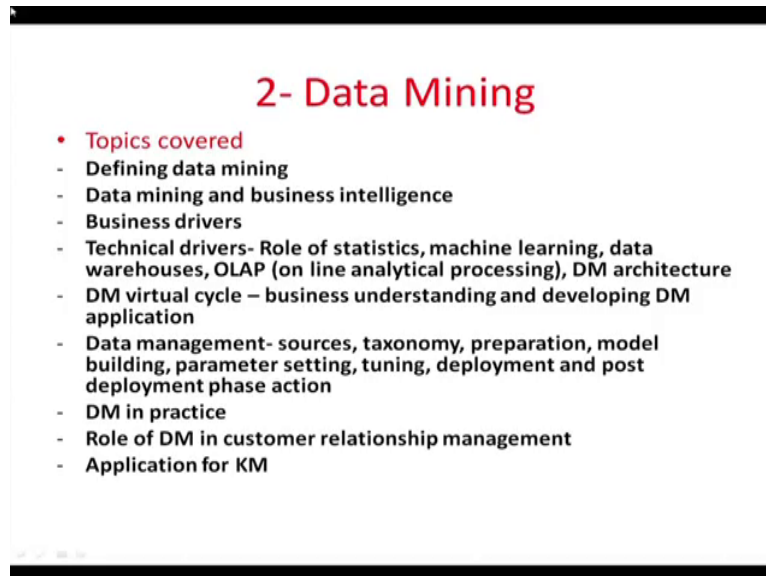 2- Data Mining
• Topics covered
- Defining data mining
- Data mining and business intelligence
- Business drivers
- Technical drivers- Role of statistics, machine learning, data
warehouses, OLAP (on line analytical processing), DM architecture
- DM virtual cycle – business understanding and developing DM
application
- Data management- sources, taxonomy, preparation, model
building, parameter setting, tuning, deployment and post
deployment phase action
- DM in practice
- Role of DM in customer relationship management
- Application for KM